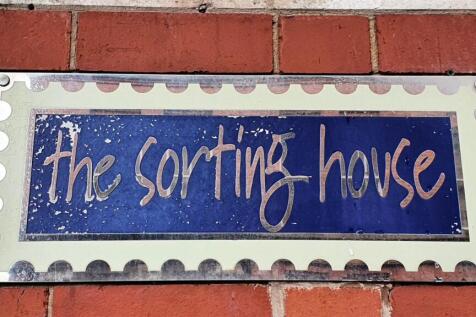 the sorting house